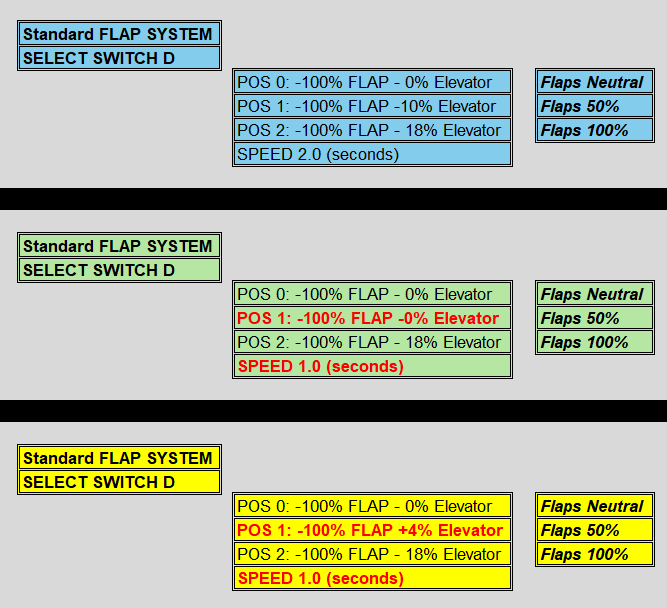 Standard FLAP SYSTEM
SELECT SWITCH D
POS 0: -100% FLAP - 0% Elevator
Flaps Neutral
POS 1: -100% FLAP -10% Elevator
Flaps 50%
POS 2: -100% FLAP - 18% Elevator
Flaps 100%
SPEED 2.0 (seconds)
Standard FLAP SYSTEM
SELECT SWITCH D
POS 0: -100% FLAP - 0% Elevator
Flaps Neutral
POS 1: -100% FLAP -0% Elevator
Flaps 50%
POS 2: -100% FLAP - 18% Elevator
Flaps 100%
SPEED 1.0 (seconds)
Standard FLAP SYSTEM
SELECT SWITCH D
POS 0: -100% FLAP - 0% Elevator
Flaps Neutral
POS 1: -100% FLAP +4% Elevator
Flaps 50%
POS 2: -100% FLAP - 18% Elevator
Flaps 100%
SPEED 1.0 (seconds)